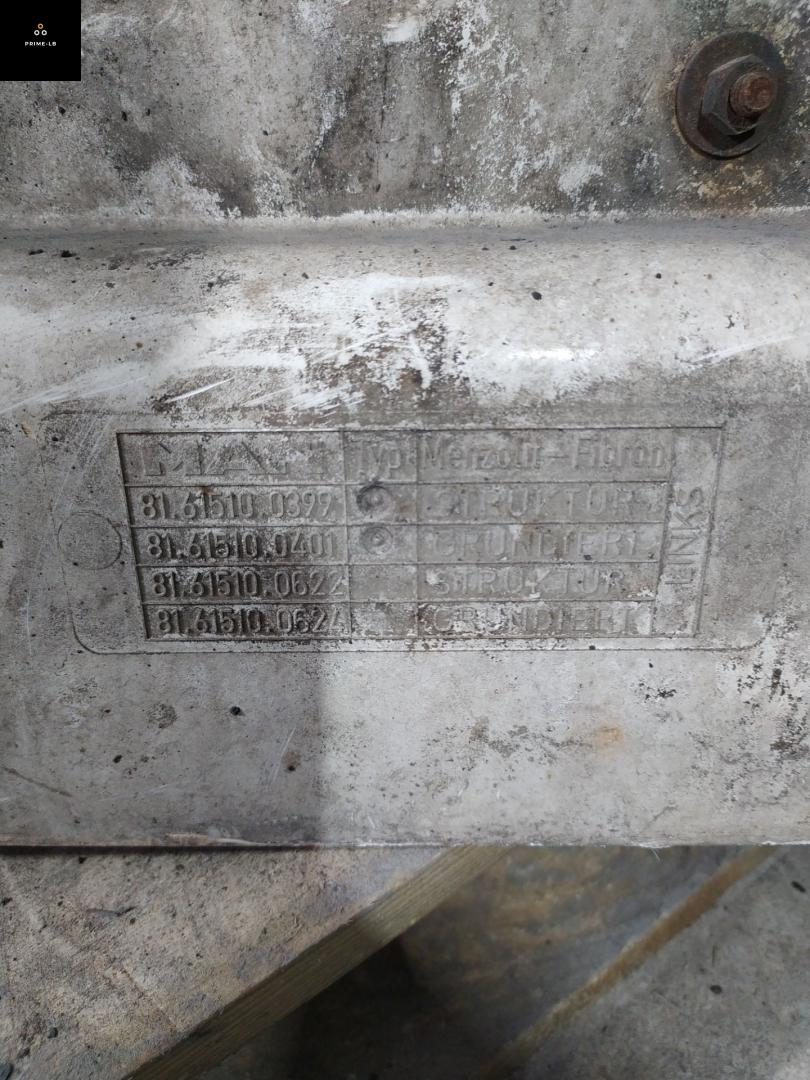 PRIME-LB
MAN Typ Menzolit-Fibron
81.61510.0399 STRUKTUR
81.61510.0401 GRUNDIERT
81.61510.0622 STRUKTUR
81.61510.0624 GRUNDIERT
LINKS